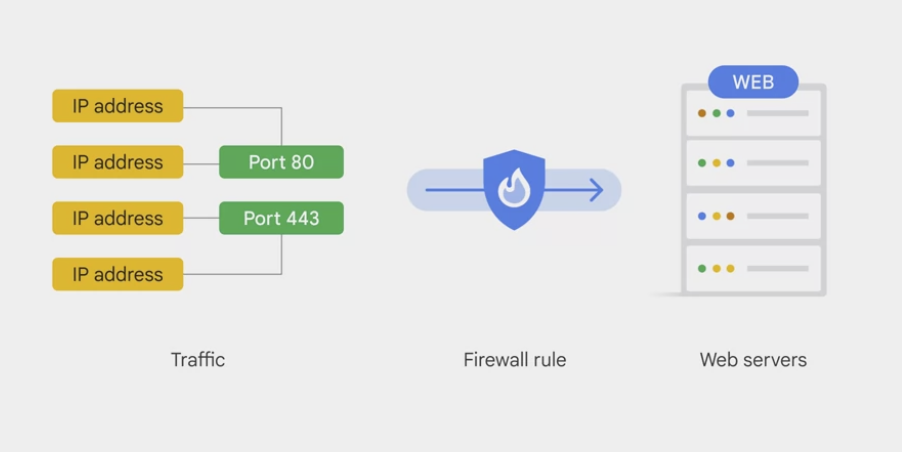 WEB
IP address
IP address
Port 80
IP address
Port 443
IP address
Traffic
Firewall rule
Web servers